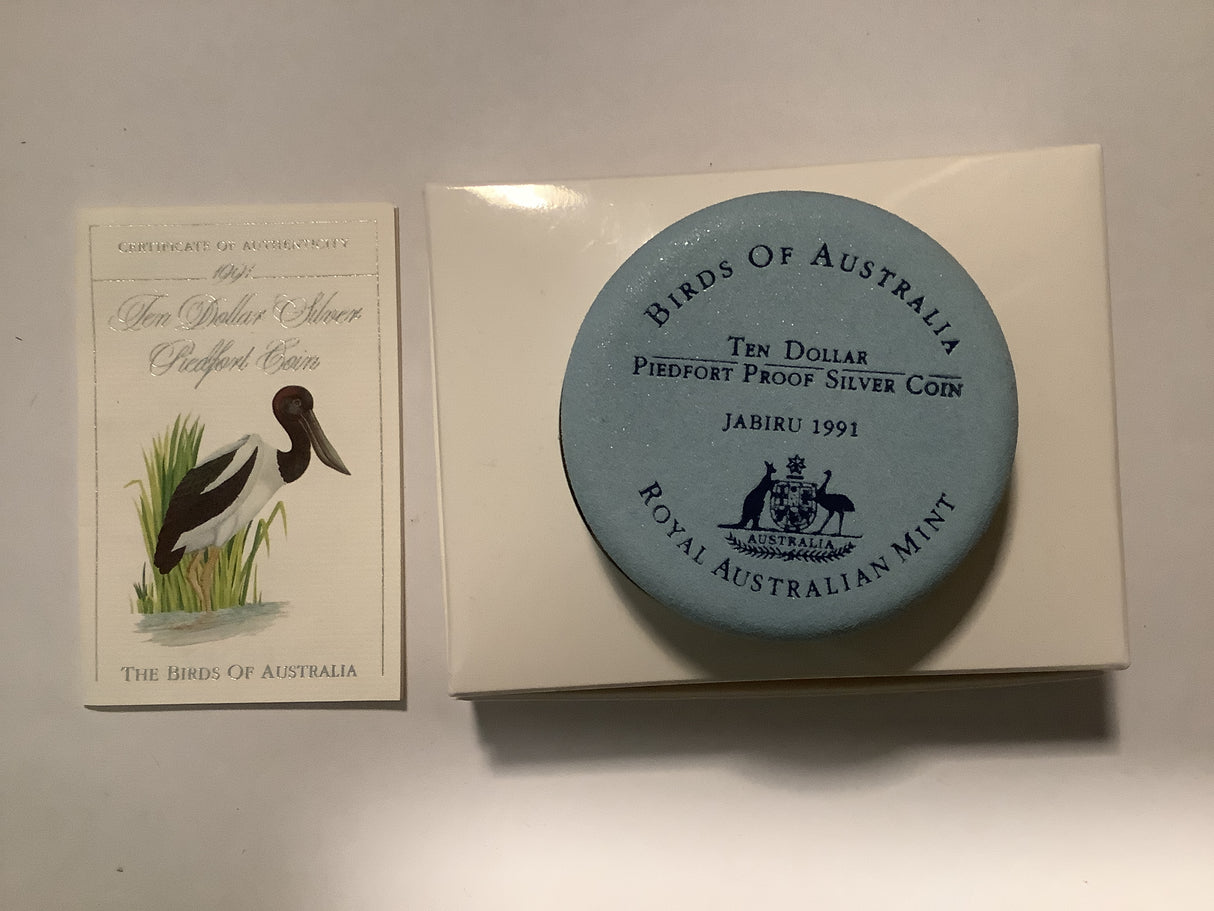 CERTIFICATE OF AUTHENTICITY
1991
Ten Dollar Silver
Piedfort Coin
THE BIRDS OF AUSTRALIA
BIRDS OF AUSTRALIA
TEN DOLLAR
PIEDFORT PROOF SILVER COIN
JABIRU 1991
AUSTRALIA
ROYAL AUSTRALIAN MINT